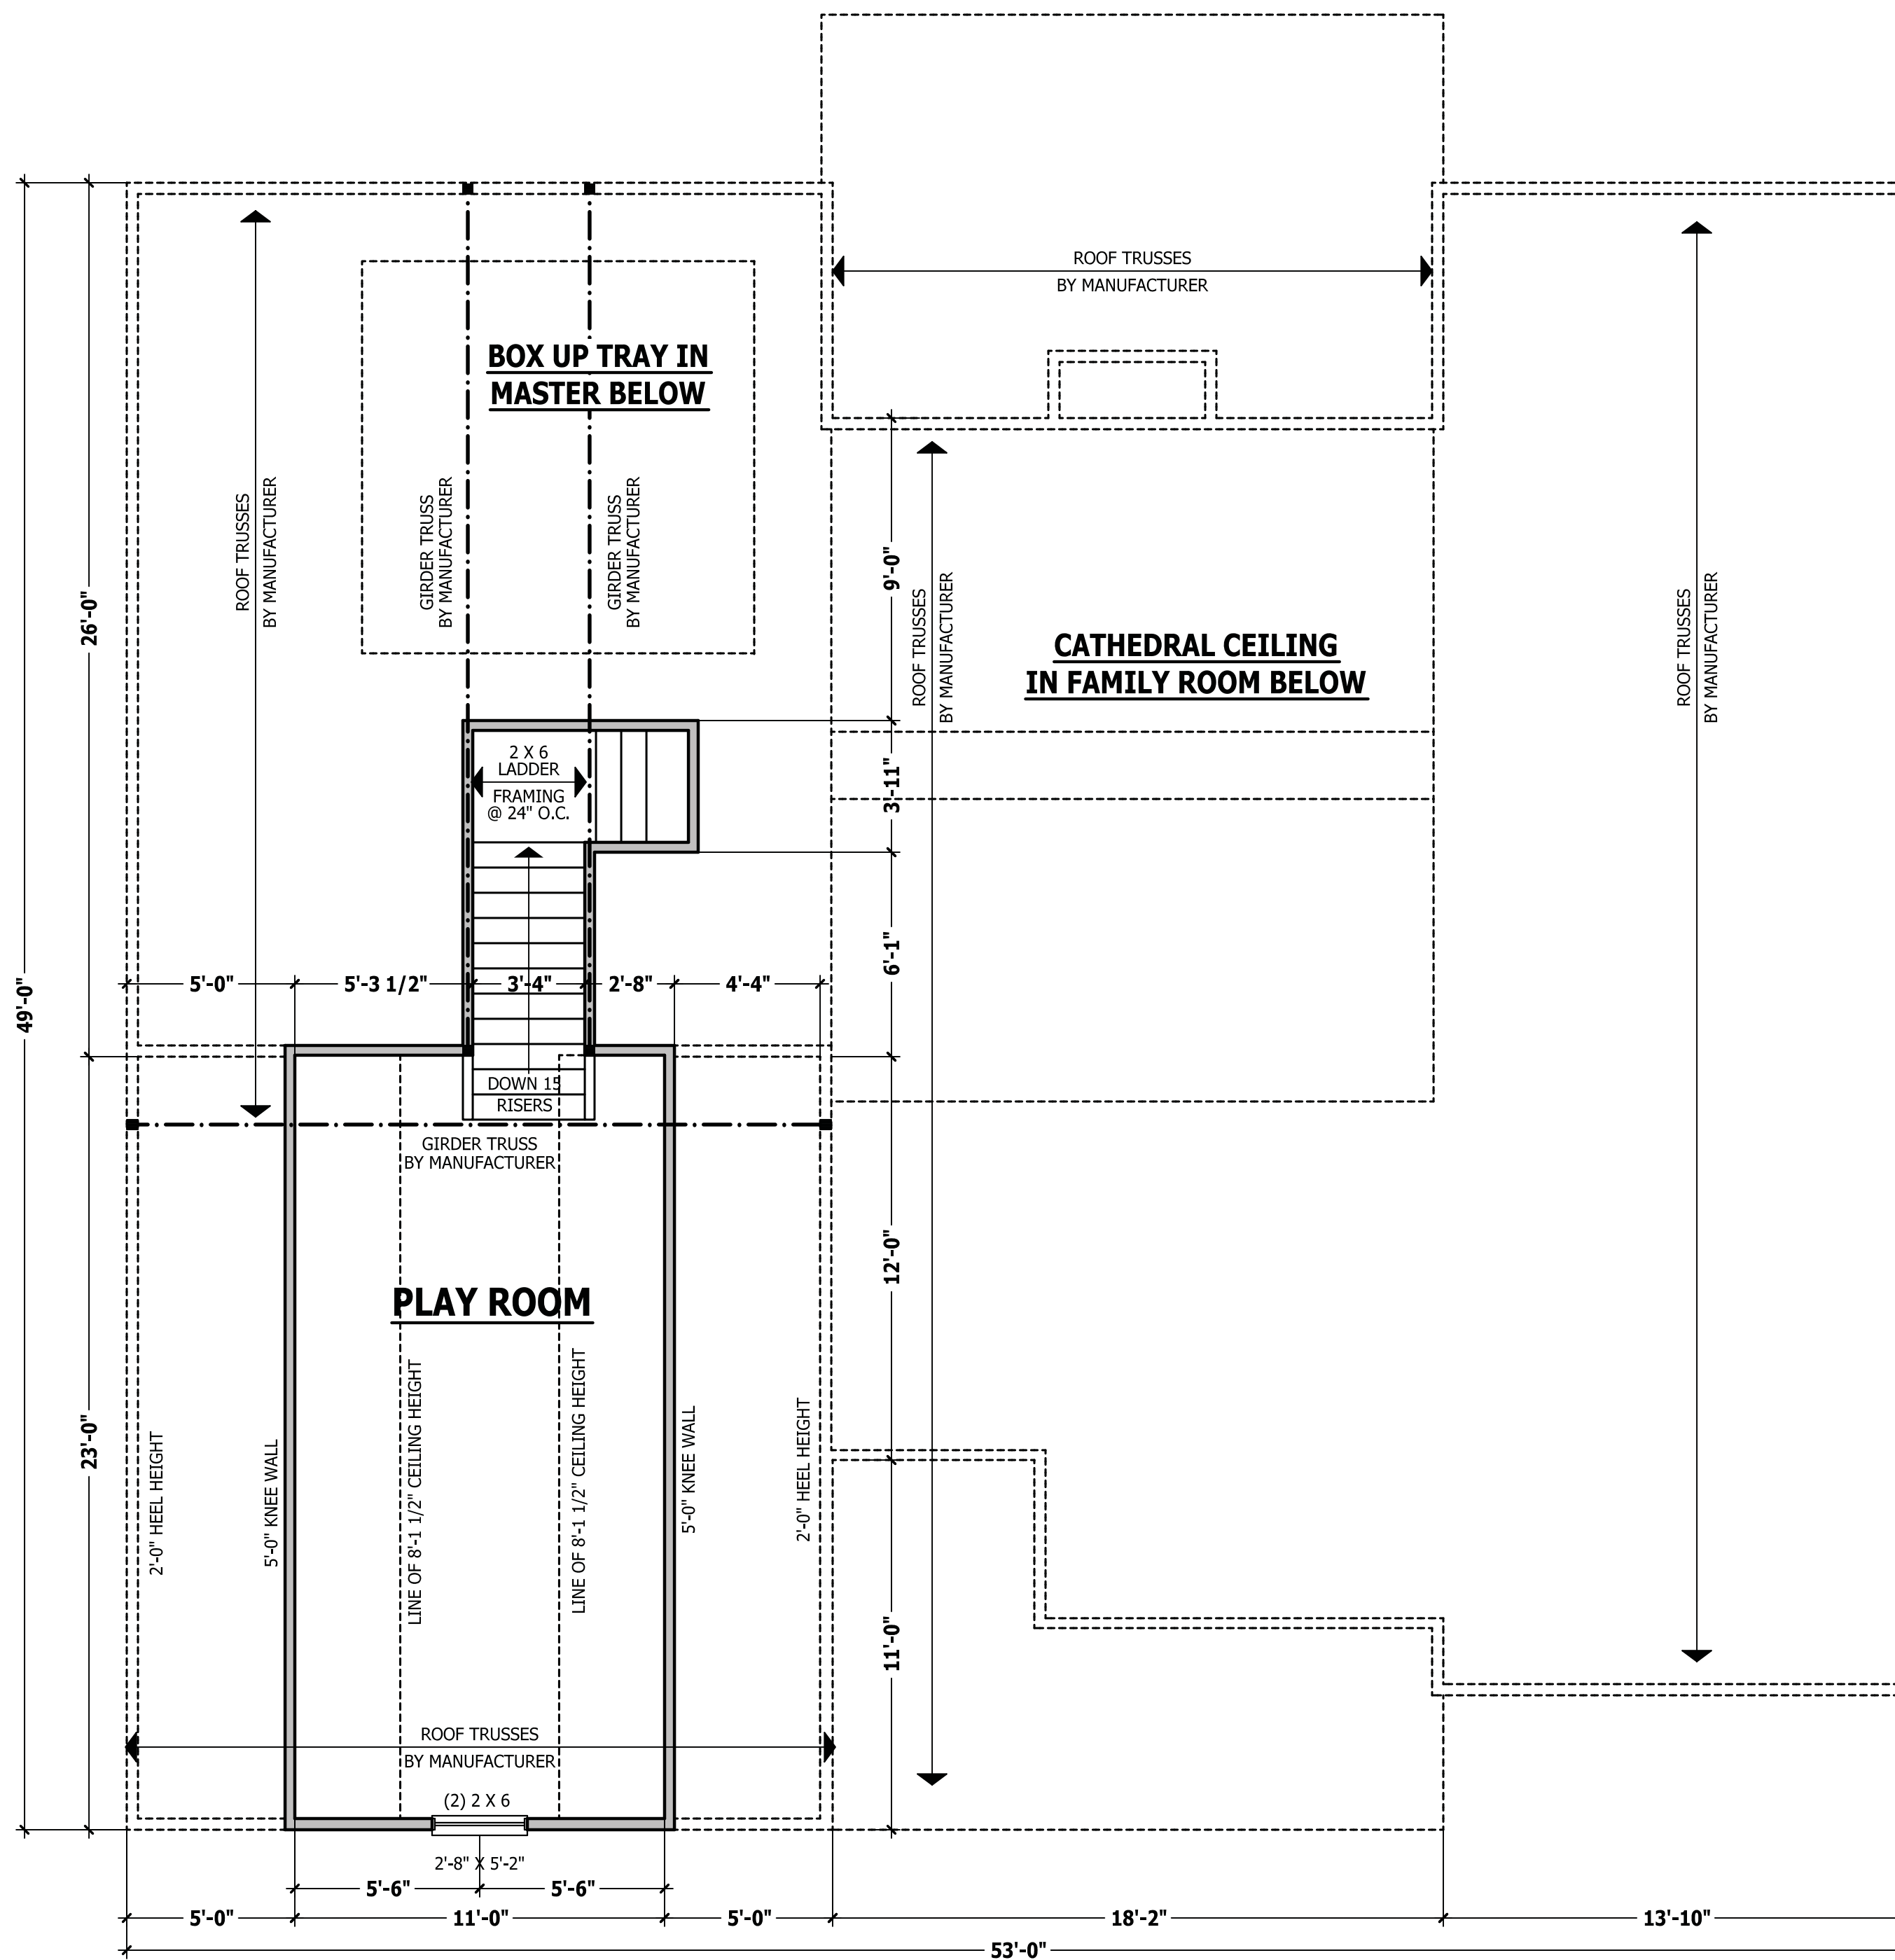 ROOF TRUSSES
BY MANUFACTURER
BOX UP TRAY IN
MASTER BELOW
ROOF TRUSSES
BY MANUFACTURER
GIRDER TRUSS
BY MANUFACTURER
GIRDER TRUSS
BY MANUFACTURER
9'-0"
26'-0"
ROOF TRUSSES
BY MANUFACTURER
CATHEDRAL CEILING
IN FAMILY ROOM BELOW
ROOF TRUSSES
BY MANUFACTURER
2 X 6
LADDER
FRAMING
@ 24" O.C.
3'-11"
6'-1"
49'-0"
5'-0"
5'-3 1/2"
3'-4"
2'-8"
4'-4"
DOWN 15
RISERS
GIRDER TRUSS
BY MANUFACTURER
12'-0"
PLAY ROOM
23'-0"
2'-0" HEEL HEIGHT
5'-0" KNEE WALL
LINE OF 8'-1 1/2" CEILING HEIGHT
LINE OF 8'-1 1/2" CEILING HEIGHT
5'-0" KNEE WALL
2'-0" HEEL HEIGHT
11'-0"
ROOF TRUSSES
BY MANUFACTURER
(2) 2 X 6
2'-8" X 5'-2"
5'-6"
5'-6"
5'-0"
11'-0"
5'-0"
18'-2"
13'-10"
53'-0"